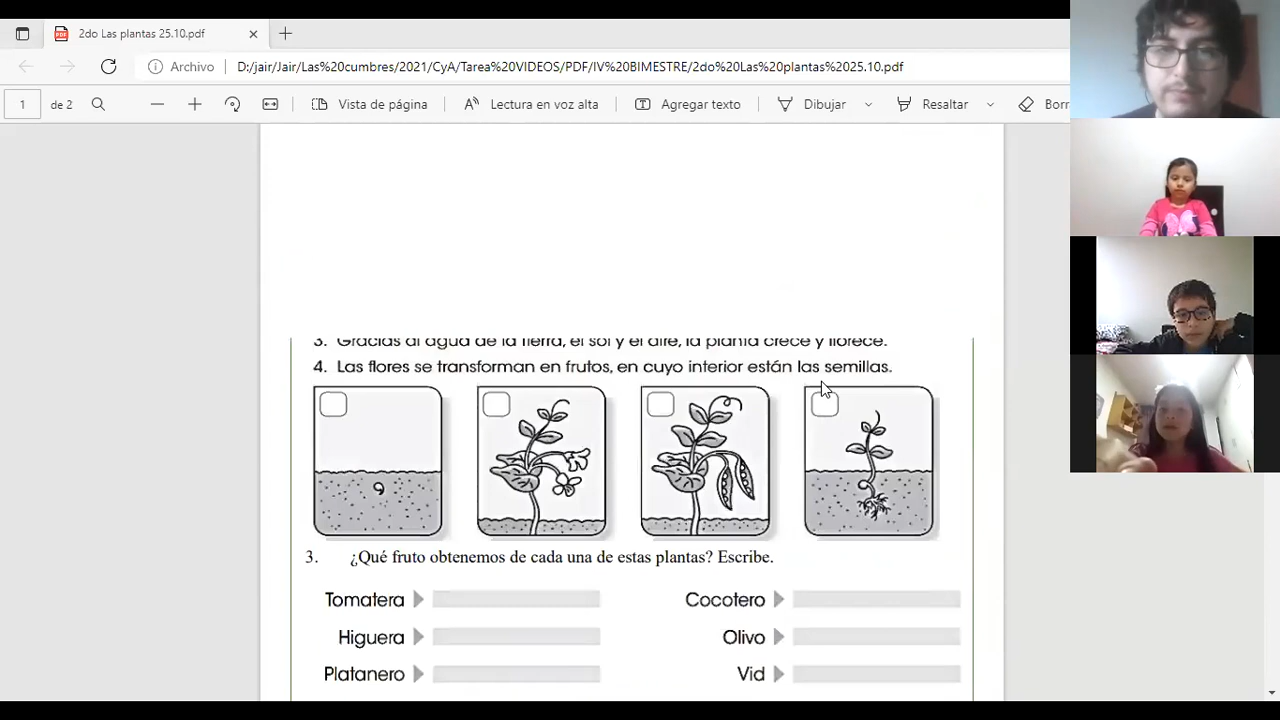 2do Las plantas 25.10.pdf
Archivo D:/jair/Jair/Las%20cumbres/2021/CyA/Tarea%20VIDEOS/PDF/IV%20BIMESTRE/2do%20Las%20plantas%2025.10.pdf
1 de 2 Vista de página Lectura en voz alta Agregar texto Dibujar Resaltar Borr
3. Gracias al agua de la tierra, el sol y el aire, la planta crece y florece.
4. Las flores se transforman en frutos, en cuyo interior están las semillas.
3. ¿Qué fruto obtenemos de cada una de estas plantas? Escribe.
Tomatera Cocotero
Higuera Olivo
Platanero Vid